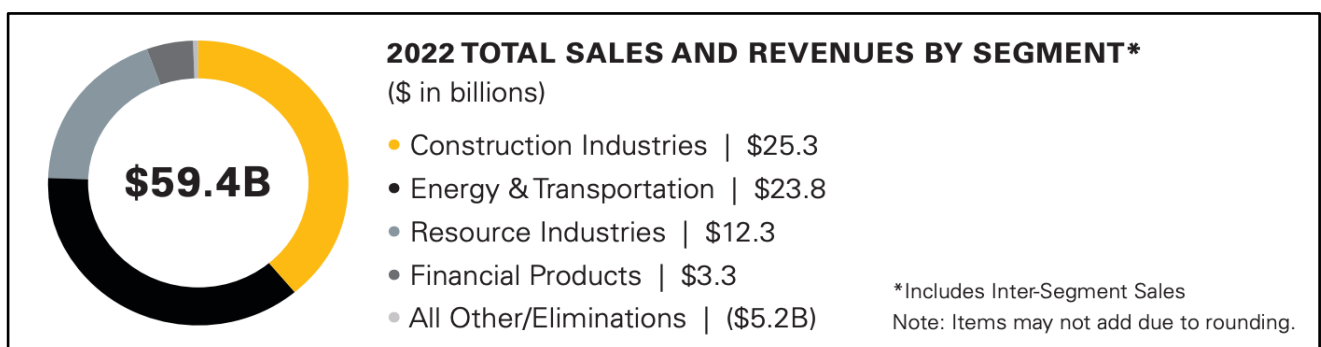 $59.4B
2022 TOTAL SALES AND REVENUES BY SEGMENT*
($ in billions)
• Construction Industries | $25.3
• Energy & Transportation | $23.8
• Resource Industries | $12.3
• Financial Products | $3.3
• All Other/Eliminations | ($5.2B)
*Includes Inter-Segment Sales
Note: Items may not add due to rounding.